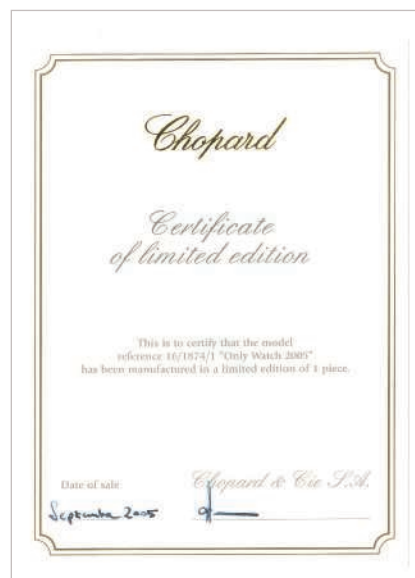 Chopard
Certificate
of limited edition
This is to certify that the model
reference 16/1874/1 "Only Watch 2005"
has been manufactured in a limited edition of 1 piece.
Date of sale
Chopard & Cie S.A.
September 2005